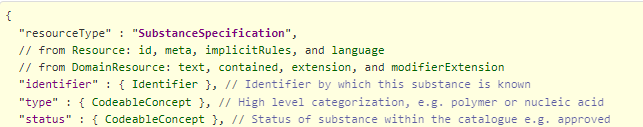 {
"resourceType" : "SubstanceSpecification",
// from Resource: id, meta, implicitRules, and language
// from DomainResource: text, contained, extension, and modifierExtension
"identifier" : { Identifier }, // Identifier by which this substance is known
"type" : { CodeableConcept }, // High level categorization, e.g. polymer or nucleic acid
"status" : { CodeableConcept }, // Status of substance within the catalogue e.g. approved